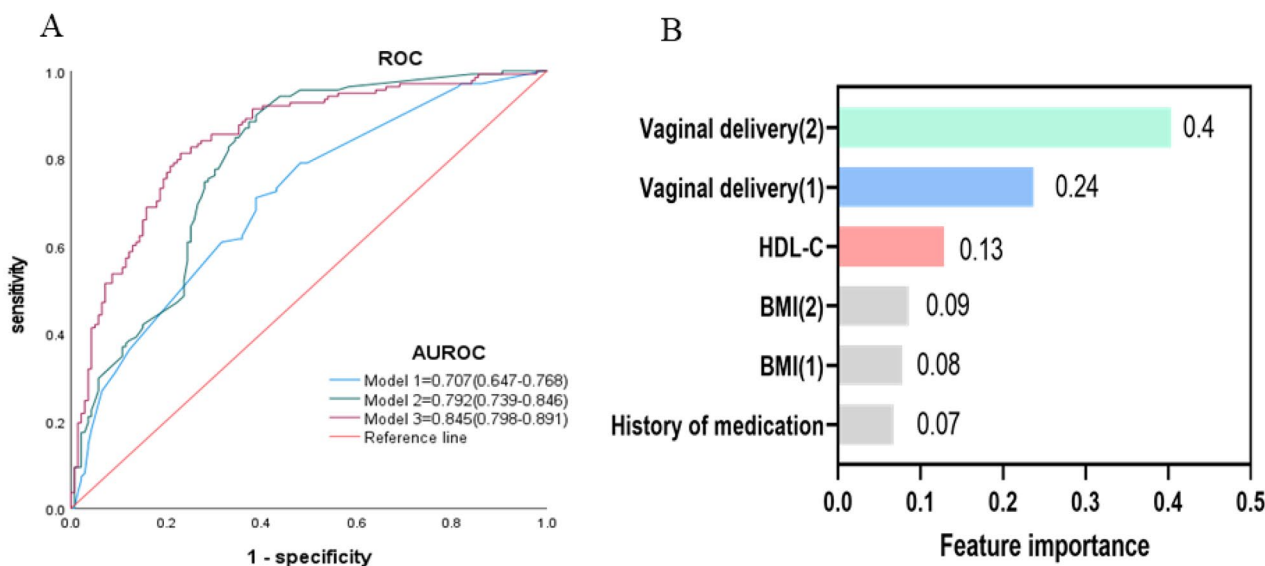 A
ROC
1.0
0.8
0.6
0.4
0.2
0.0
sensitivity
AUROC
Model 1=0.707(0.647-0.768)
Model 2=0.792(0.739-0.846)
Model 3=0.845(0.798-0.891)
Reference line
0.0 0.2 0.4 0.6 0.8 1.0
1 - specificity
B
Vaginal delivery(2) 0.4
Vaginal delivery(1) 0.24
HDL-C 0.13
BMI(2) 0.09
BMI(1) 0.08
History of medication 0.07
0.0 0.1 0.2 0.3 0.4 0.5
Feature importance